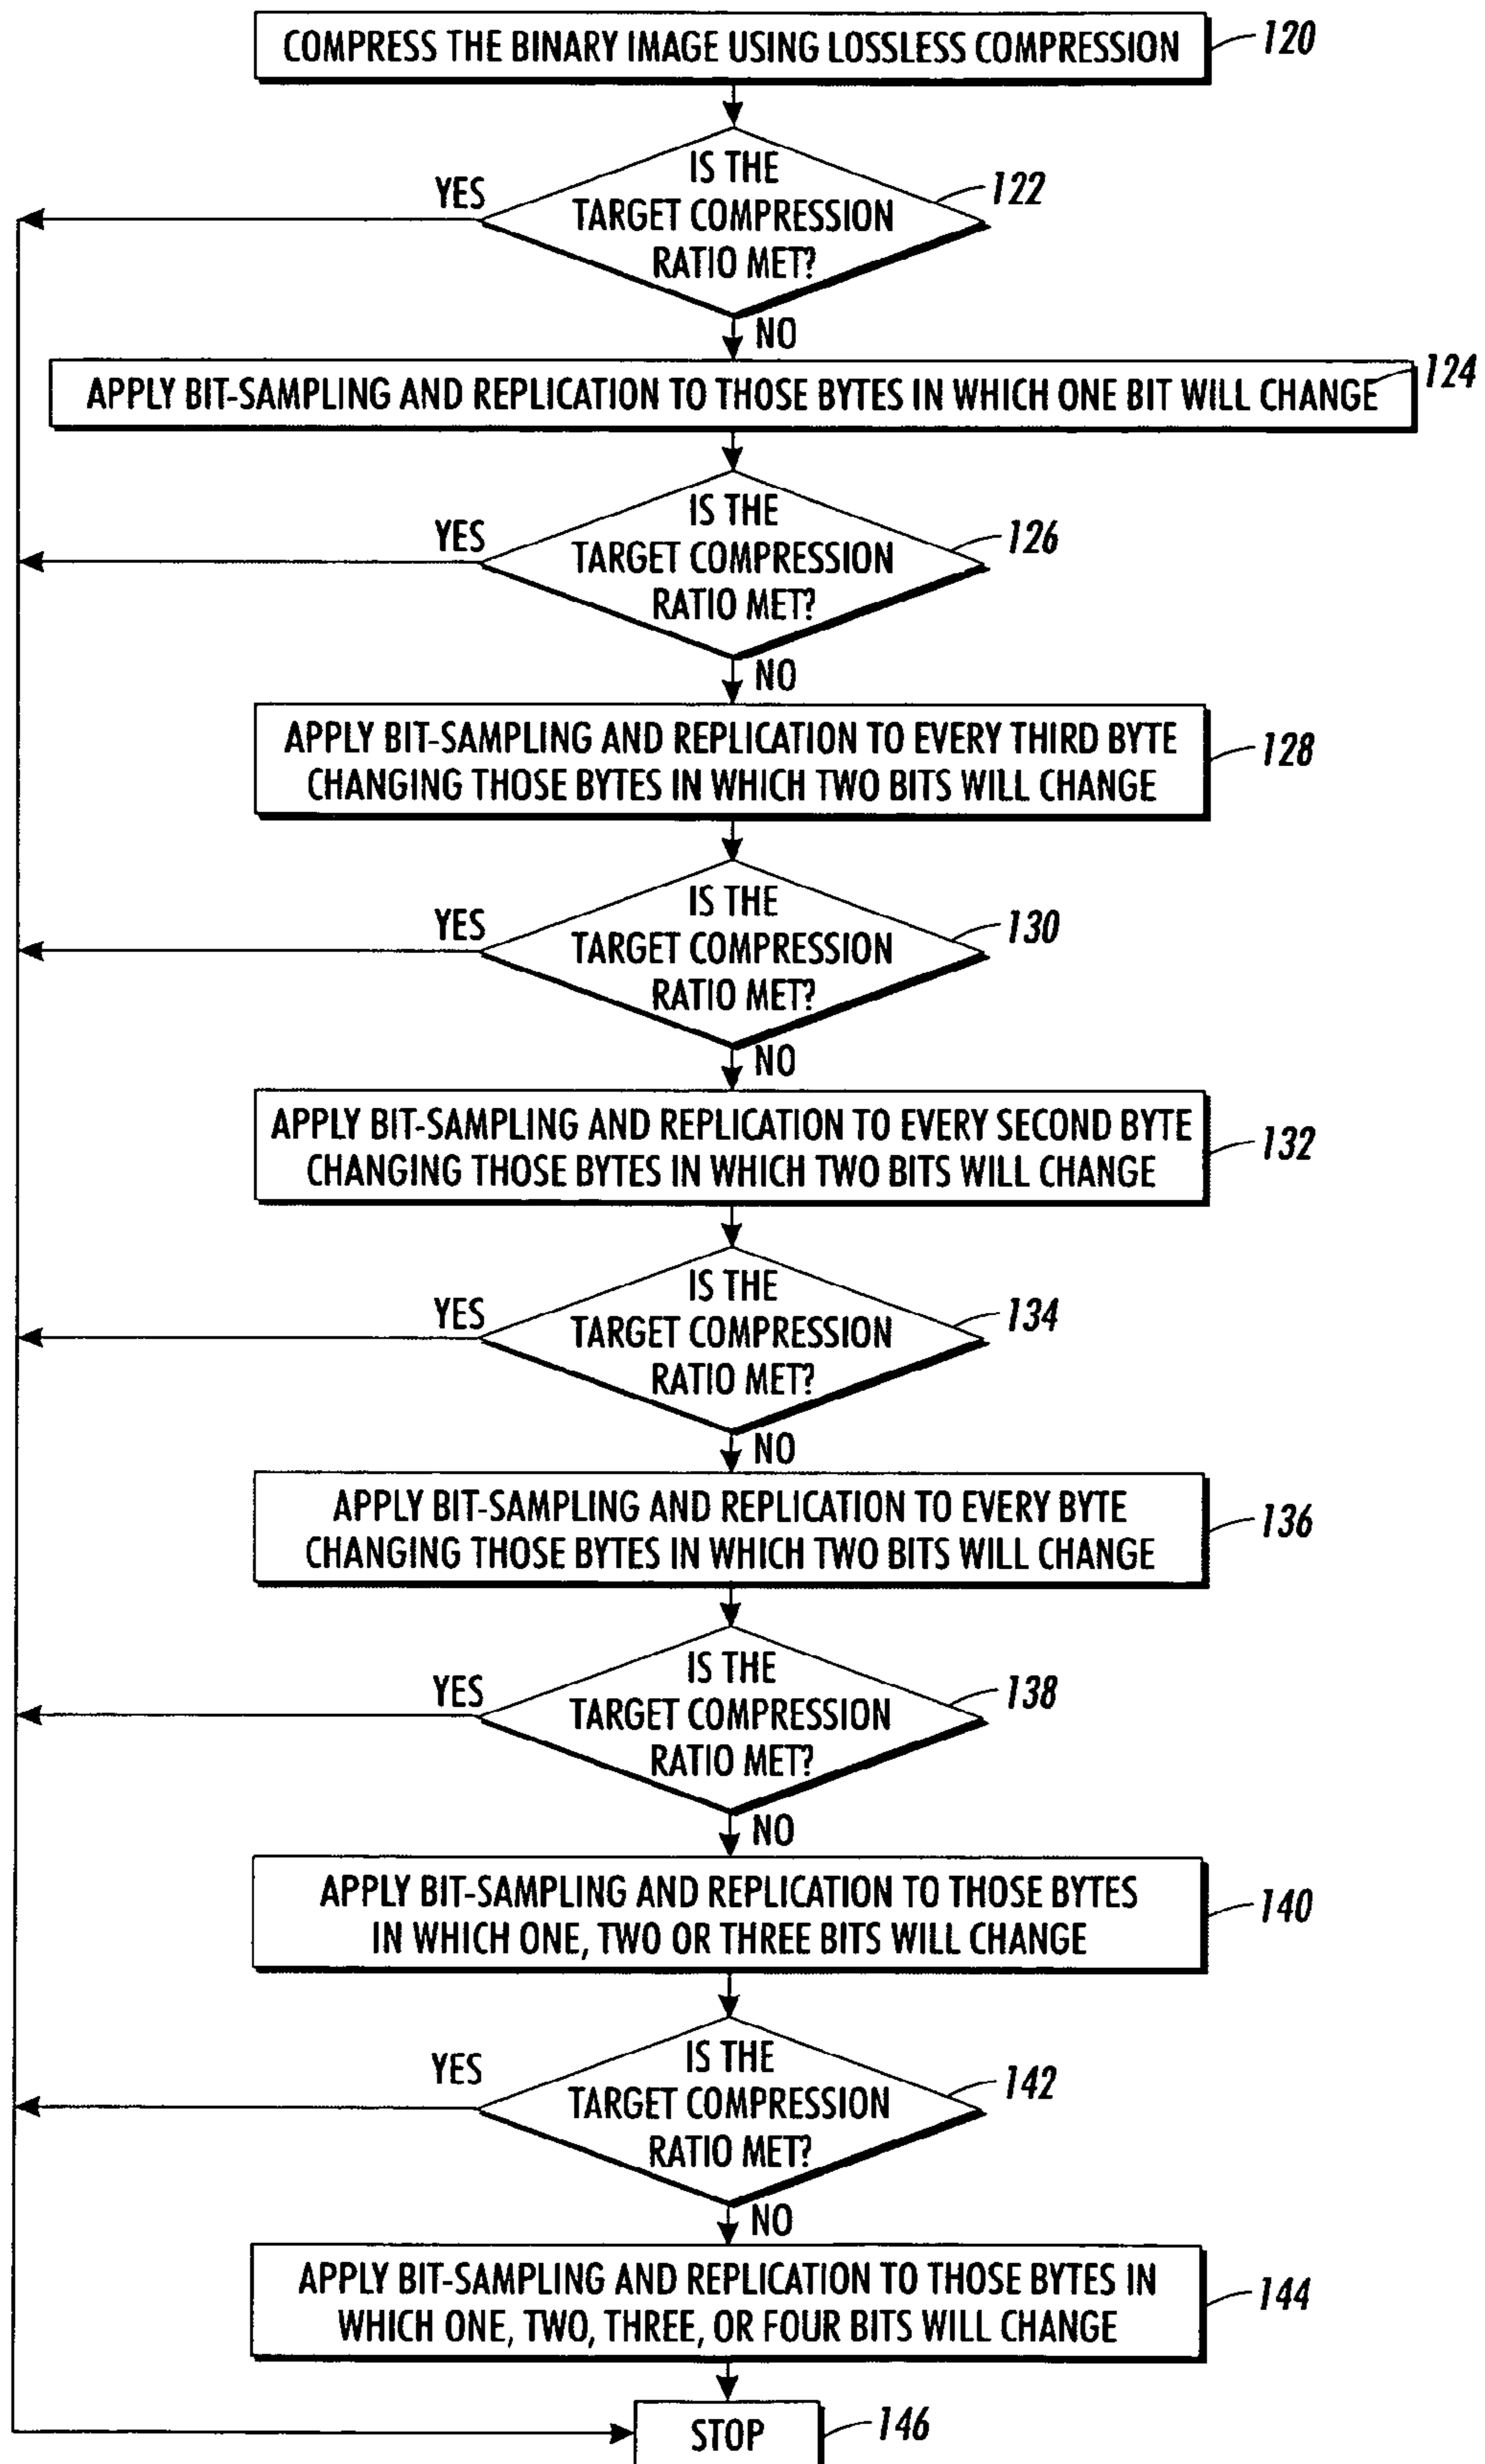 COMPRESS THE BINARY IMAGE USING LOSSLESS COMPRESSION
120
IS THE
TARGET COMPRESSION
RATIO MET?
122
YES
NO
APPLY BIT-SAMPLING AND REPLICATION TO THOSE BYTES IN WHICH ONE BIT WILL CHANGE
124
IS THE
TARGET COMPRESSION
RATIO MET?
126
YES
NO
APPLY BIT-SAMPLING AND REPLICATION TO EVERY THIRD BYTE
CHANGING THOSE BYTES IN WHICH TWO BITS WILL CHANGE
128
IS THE
TARGET COMPRESSION
RATIO MET?
130
YES
NO
APPLY BIT-SAMPLING AND REPLICATION TO EVERY SECOND BYTE
CHANGING THOSE BYTES IN WHICH TWO BITS WILL CHANGE
132
IS THE
TARGET COMPRESSION
RATIO MET?
134
YES
NO
APPLY BIT-SAMPLING AND REPLICATION TO EVERY BYTE
CHANGING THOSE BYTES IN WHICH TWO BITS WILL CHANGE
136
IS THE
TARGET COMPRESSION
RATIO MET?
138
YES
NO
APPLY BIT-SAMPLING AND REPLICATION TO THOSE BYTES
IN WHICH ONE, TWO OR THREE BITS WILL CHANGE
140
IS THE
TARGET COMPRESSION
RATIO MET?
142
YES
NO
APPLY BIT-SAMPLING AND REPLICATION TO THOSE BYTES IN
WHICH ONE, TWO, THREE, OR FOUR BITS WILL CHANGE
144
STOP
146